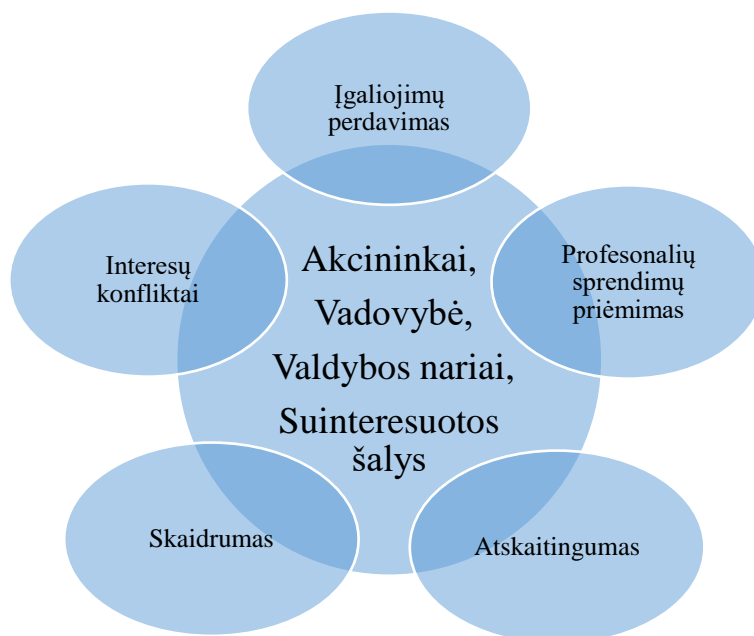 Įgaliojimų
perdavimas
Interesų
konfliktai
Akcininkai,
Vadovybė,
Valdybos nariai,
Suinteresuotos
šalys
Profesonalių
sprendimų
priėmimas
Skaidrumas
Atskaitingumas